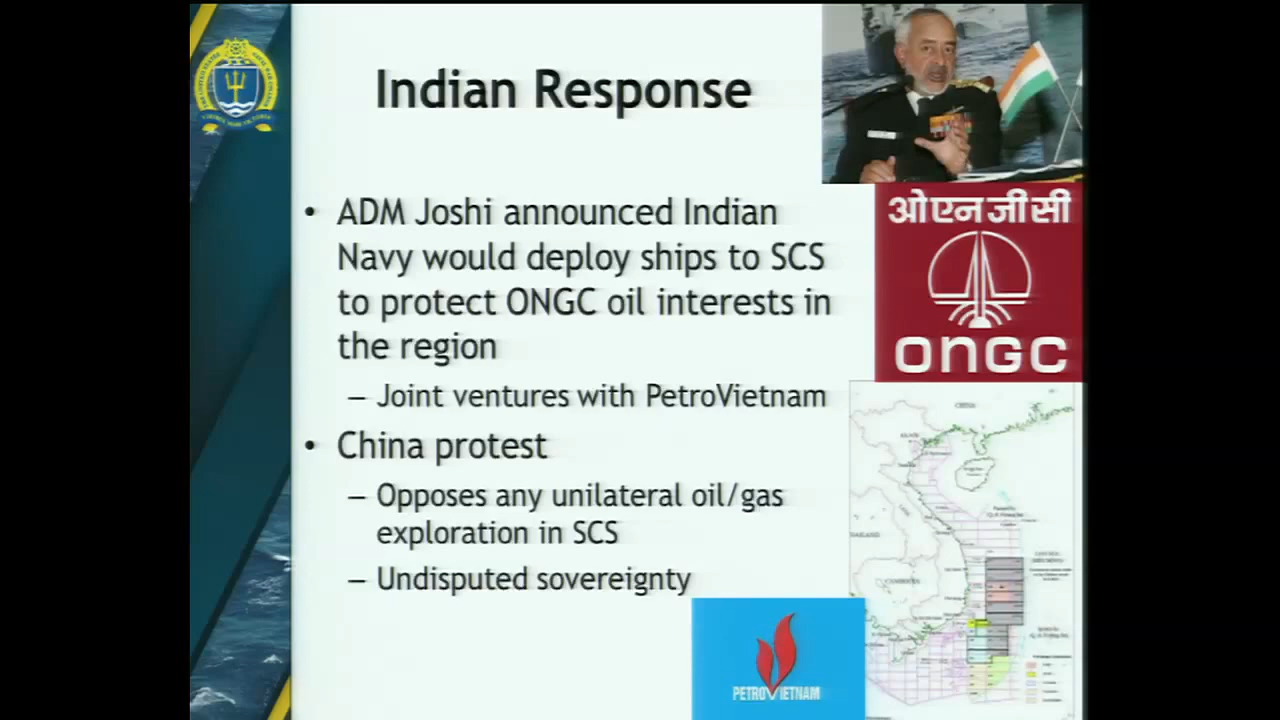 Indian Response
• ADM Joshi announced Indian
Navy would deploy ships to SCS
to protect ONGC oil interests in
the region
– Joint ventures with PetroVietnam
• China protest
– Opposes any unilateral oil/gas
exploration in SCS
– Undisputed sovereignty
ओएनजीसी
ONGC
CHINA
CAMBODIA
PETROVIETNAM